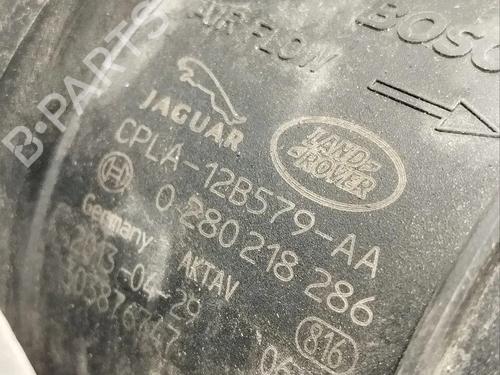 B-PARTS
AIR FLOW
BOSC
JAGUAR
LAND-
ROVER
CPLA-12B579-AA
0 280 218 286
Germany
AKTAV
2013-04-29
816
06